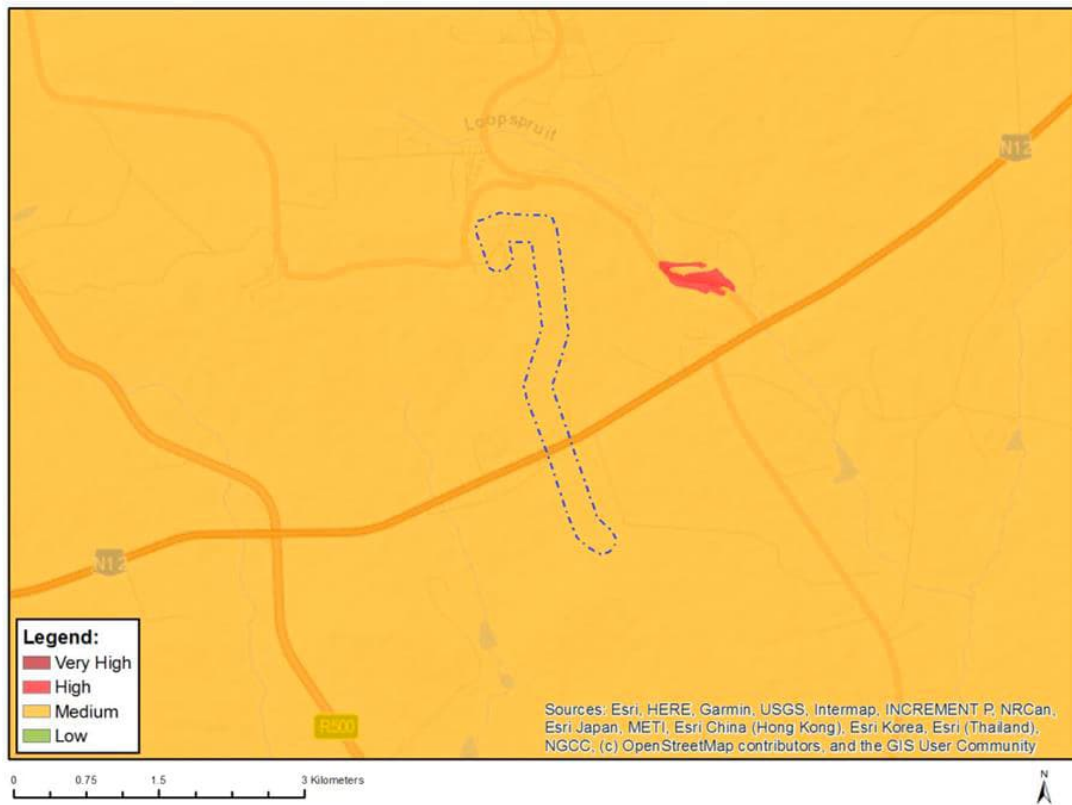 Loopspruit
N12
N12
R500
Legend:
Very High
High
Medium
Low
Sources: Esri, HERE, Garmin, USGS, Intermap, INCREMENT P, NRCan,
Esri Japan, METI, Esri China (Hong Kong), Esri Korea, Esri (Thailand),
NGCC, (c) OpenStreetMap contributors, and the GIS User Community
0 0.75 1.5 3 Kilometers
N